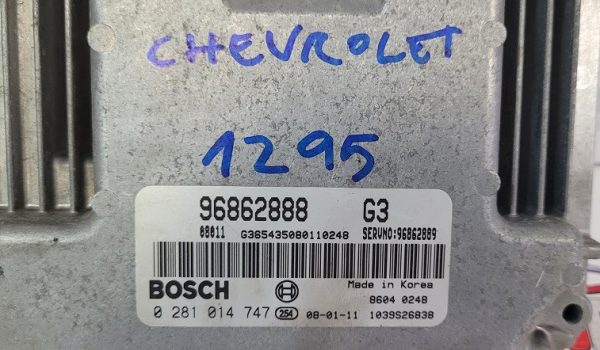 CHEVROLET
1295
96862888 G3
08011 G365435080110248 SERVNO:96862889
Made in Korea
BOSCH 8604 0248
0 281 014 747 254 08-01-11 1039S26838